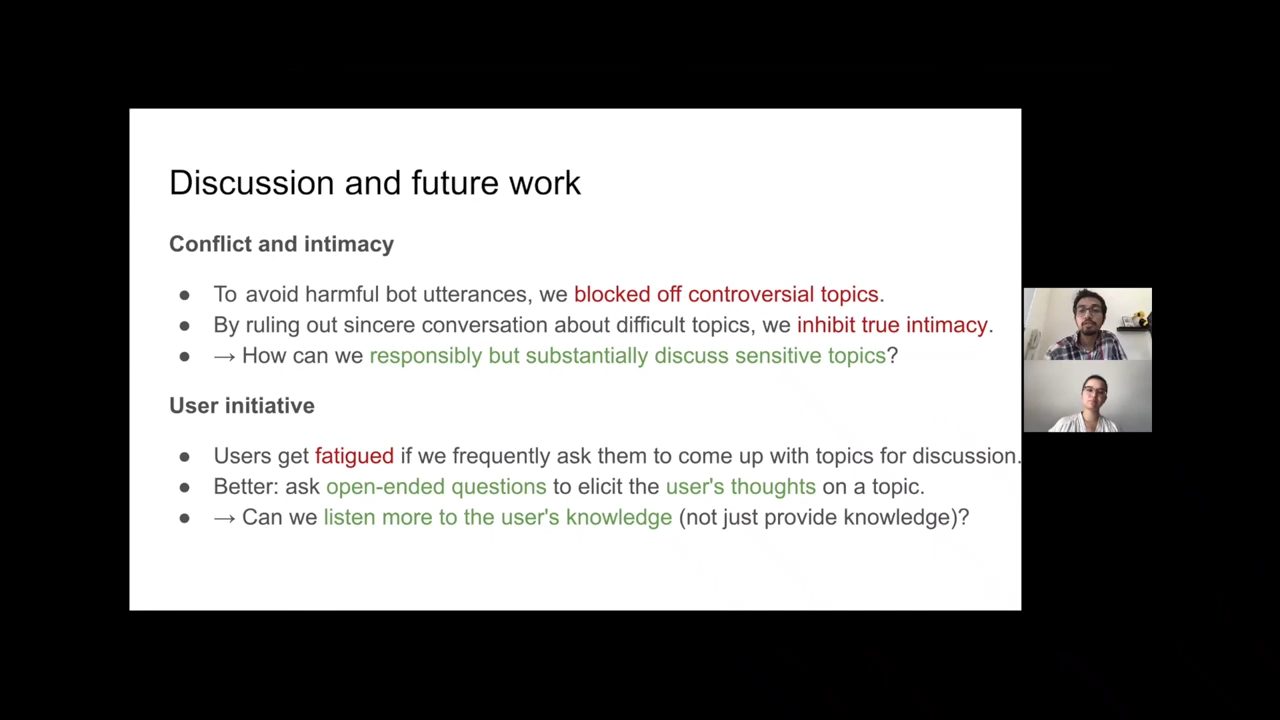 Discussion and future work
Conflict and intimacy
● To avoid harmful bot utterances, we blocked off controversial topics.
● By ruling out sincere conversation about difficult topics, we inhibit true intimacy.
● → How can we responsibly but substantially discuss sensitive topics?
User initiative
● Users get fatigued if we frequently ask them to come up with topics for discussion.
● Better: ask open-ended questions to elicit the user's thoughts on a topic.
● → Can we listen more to the user's knowledge (not just provide knowledge)?